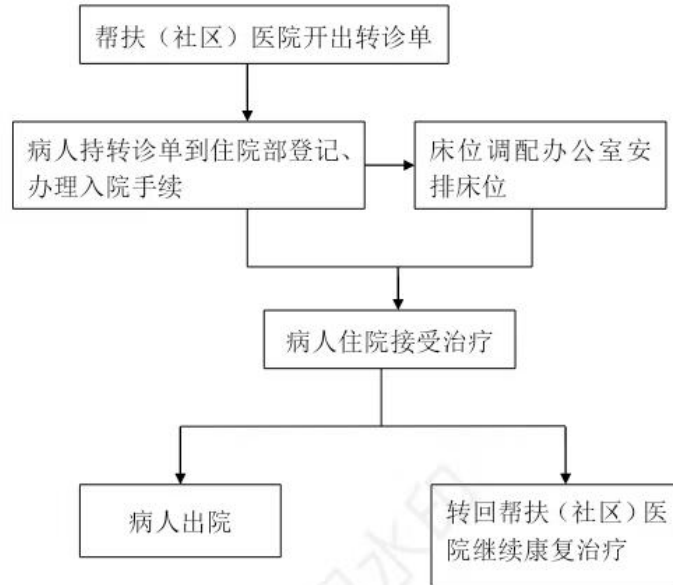 帮扶（社区）医院开出转诊单
病人持转诊单到住院部登记、
办理入院手续
床位调配办公室安
排床位
病人住院接受治疗
病人出院
转回帮扶（社区）医
院继续康复治疗
水印